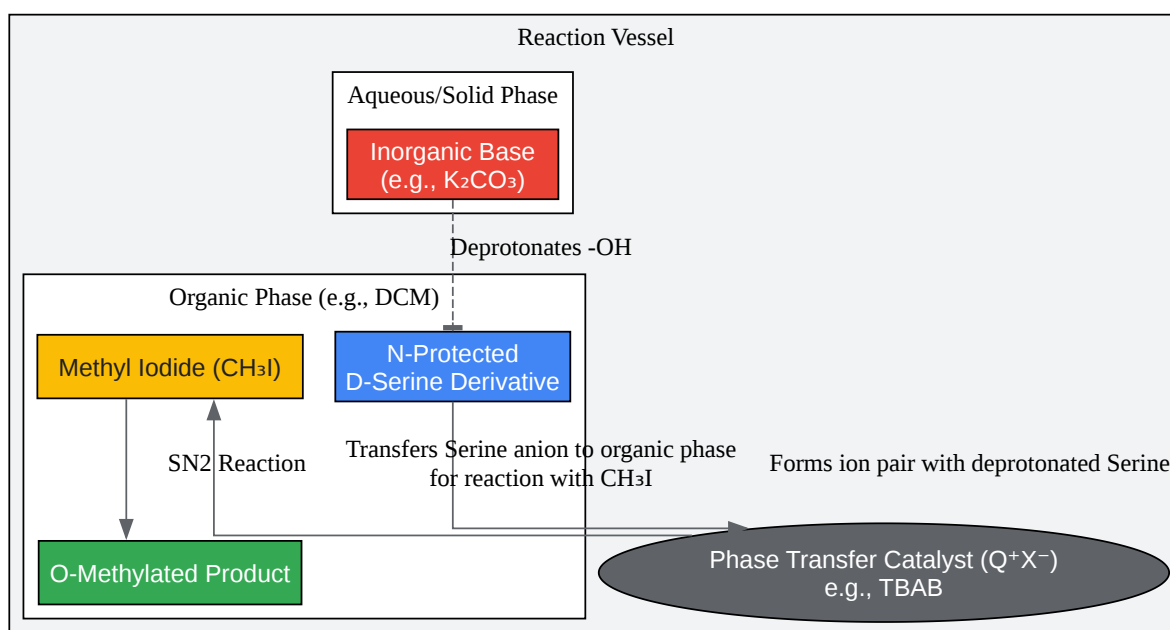 Reaction Vessel
Aqueous/Solid Phase
Inorganic Base
(e.g., K₂CO₃)
Deprotonates -OH
Organic Phase (e.g., DCM)
Methyl Iodide (CH₃I)
N-Protected
D-Serine Derivative
SN2 Reaction
Transfers Serine anion to organic phase
for reaction with CH₃I
Forms ion pair with deprotonated Serine
O-Methylated Product
Phase Transfer Catalyst (Q⁺X⁻)
e.g., TBAB